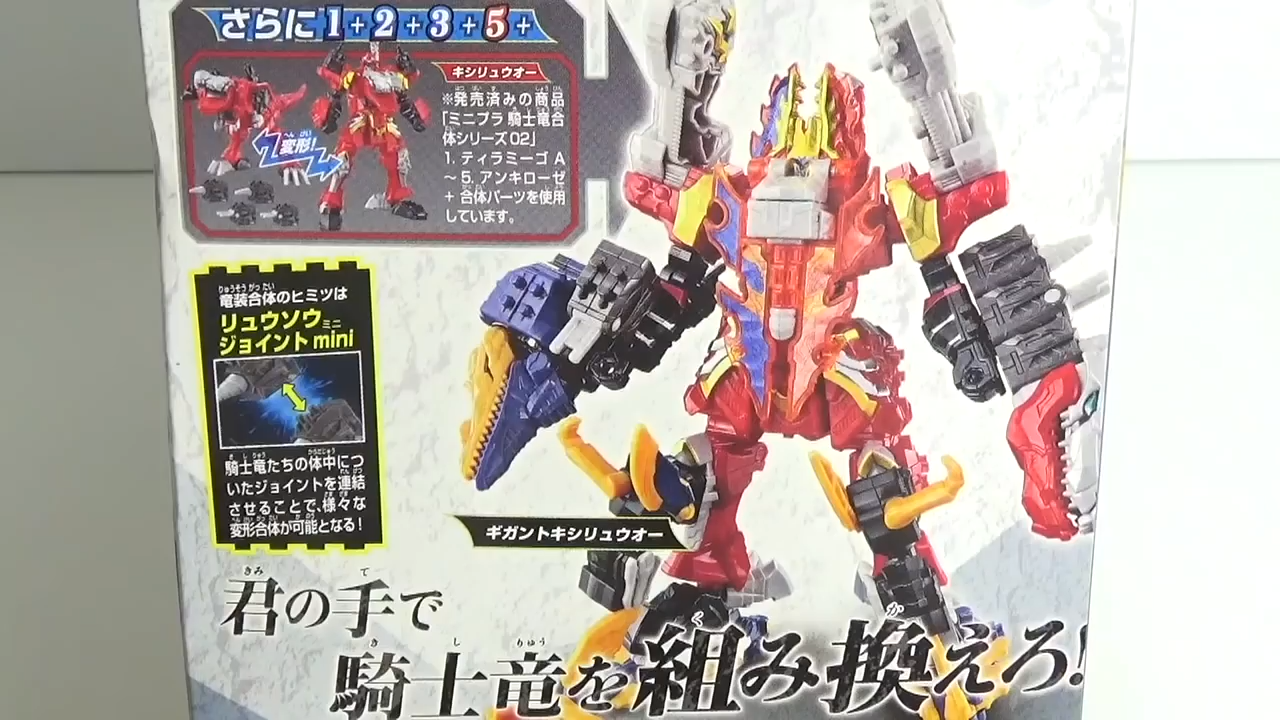 さらに1+2+3+5+
キシリュウオー
※発売済みの商品
「ミニプラ 騎士竜合
体シリーズ02」
1. ティラミーゴ A
～ 5. アンキローゼ
+ 合体パーツを使用
しています。
変形!
竜装合体のヒミツは
リュウソウ
ジョイントmini
騎士竜たちの体中につ
いたジョイントを連結
させることで、様々な
変形合体が可能となる!
ギガントキシリュウオー
君の手で
騎士竜を組み換えろ!